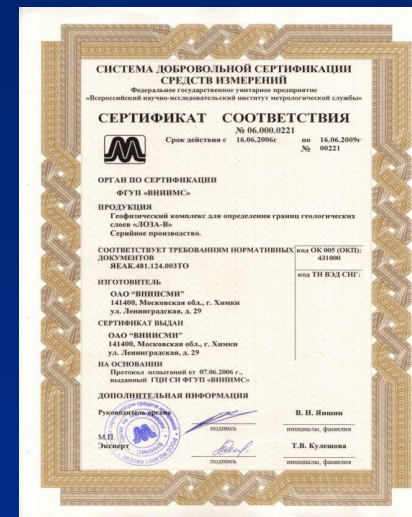 СИСТЕМА ДОБРОВОЛЬНОЙ СЕРТИФИКАЦИИ
СРЕДСТВ ИЗМЕРЕНИЙ
Федеральное государственное унитарное предприятие
«Всероссийский научно-исследовательский институт метрологической службы»
СЕРТИФИКАТ СООТВЕТСТВИЯ
№ 06.000.0221
Срок действия с 16.06.2006г по 16.06.2009г
№ 00221
ОРГАН ПО СЕРТИФИКАЦИИ
ФГУП «ВНИИМС»
ПРОДУКЦИЯ
Геофизический комплекс для определения границ геологических
слоев «ЛОЗА-В»
Серийное производство.
СООТВЕТСТВУЕТ ТРЕБОВАНИЯМ НОРМАТИВНЫХ
ДОКУМЕНТОВ
ЯЕАК.481.124.003ТО
код ОК 005 (ОКП):
431000
код ТН ВЭД СНГ:
ИЗГОТОВИТЕЛЬ
ОАО "ВНИИСМИ"
141400, Московская обл., г. Химки
ул. Ленинградская, д. 29
СЕРТИФИКАТ ВЫДАН
ОАО "ВНИИСМИ"
141400, Московская обл., г. Химки
ул. Ленинградская, д. 29
НА ОСНОВАНИИ
Протокол испытаний от 07.06.2006 г.,
выданный ГЦИ СИ ФГУП «ВНИИМС»
ДОПОЛНИТЕЛЬНАЯ ИНФОРМАЦИЯ
Руководитель органа
В. Н. Яншин
подпись
инициалы, фамилия
М.П.
Эксперт
Т.В. Кулешова
подпись
инициалы, фамилия